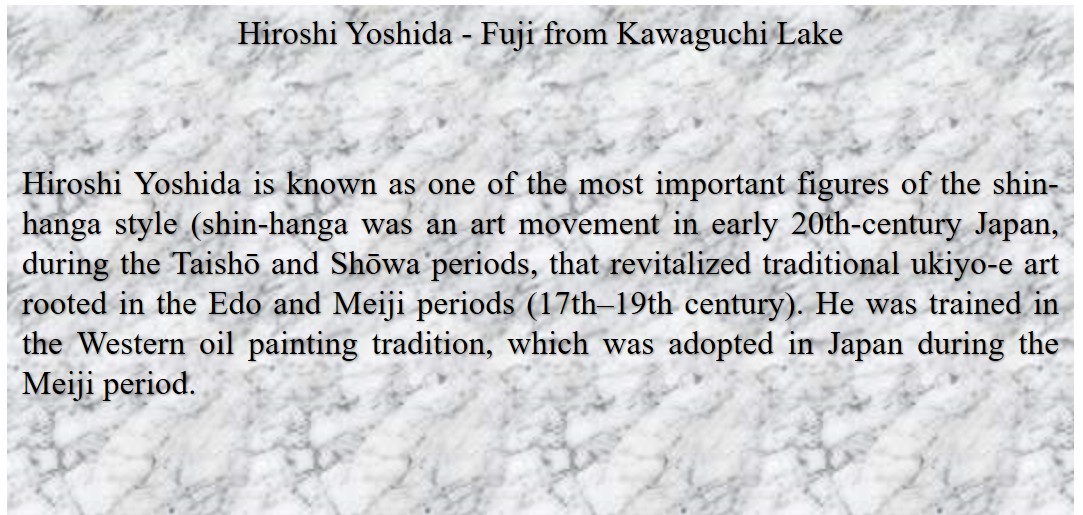 Hiroshi Yoshida - Fuji from Kawaguchi Lake
Hiroshi Yoshida is known as one of the most important figures of the shin-
hanga style (shin-hanga was an art movement in early 20th-century Japan,
during the Taishō and Shōwa periods, that revitalized traditional ukiyo-e art
rooted in the Edo and Meiji periods (17th–19th century). He was trained in
the Western oil painting tradition, which was adopted in Japan during the
Meiji period.